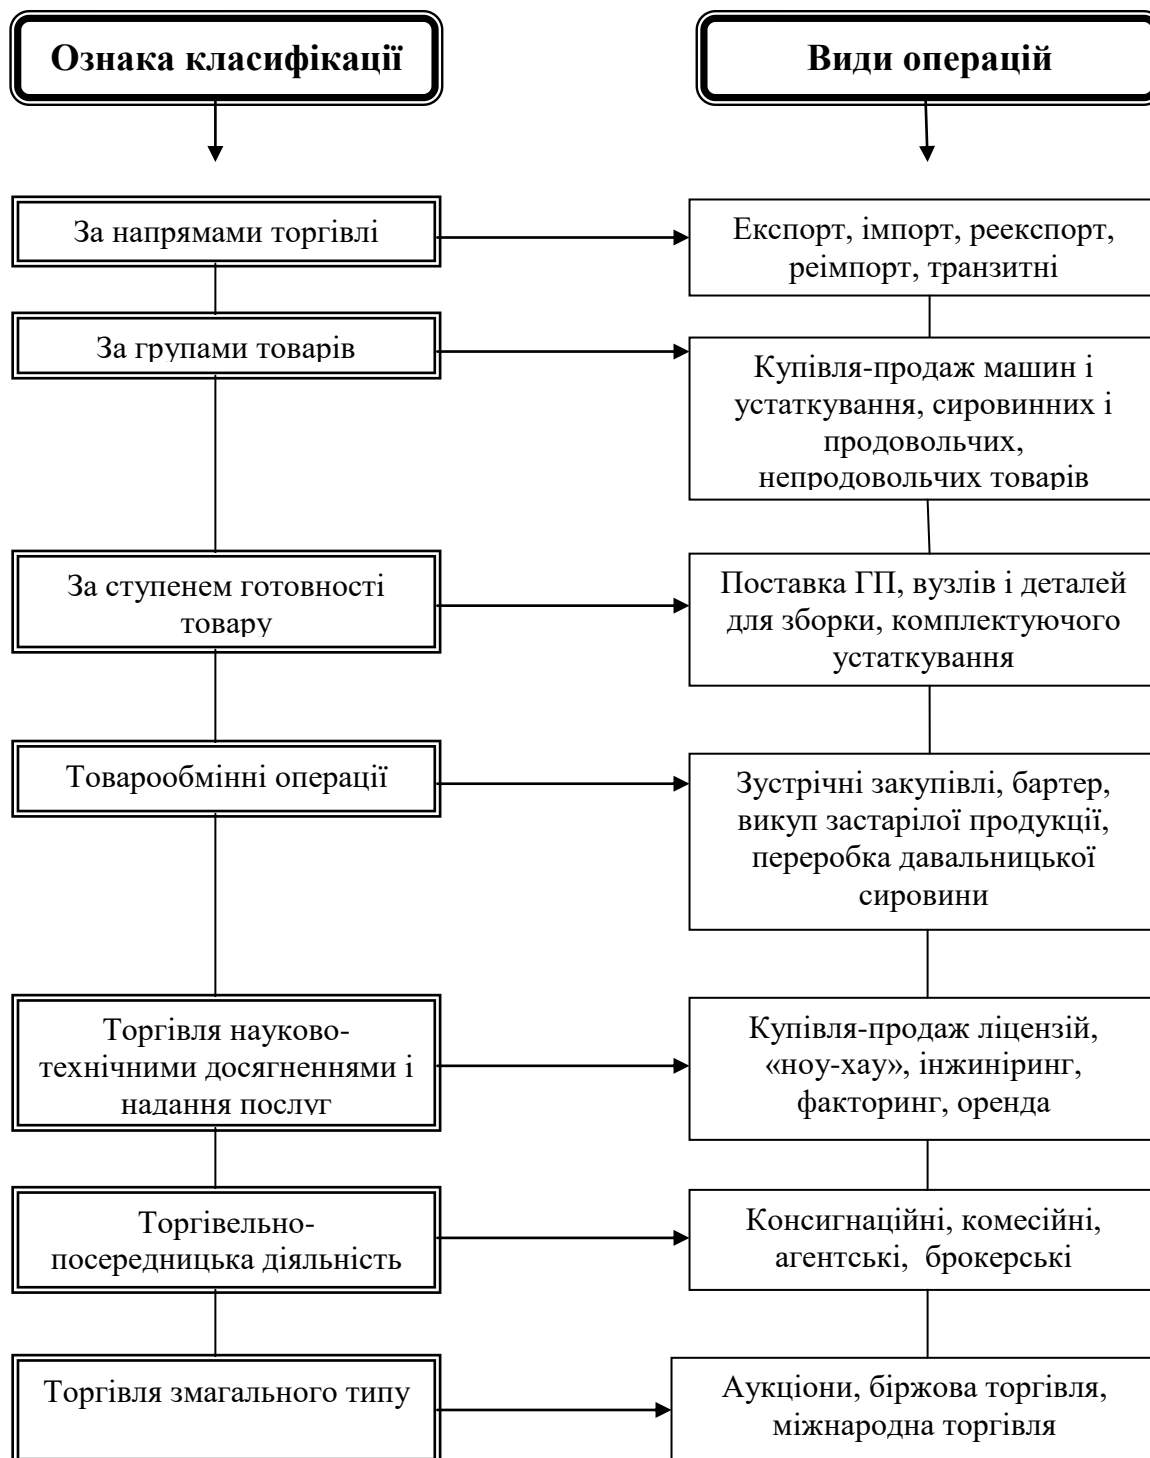 Ознака класифікації
Види операцій
За напрямами торгівлі
Експорт, імпорт, реекспорт,
реімпорт, транзитні
За групами товарів
Купівля-продаж машин і
устаткування, сировинних і
продовольчих,
непродовольчих товарів
За ступенем готовності
товару
Поставка ГП, вузлів і деталей
для зборки, комплектуючого
устаткування
Товарообмінні операції
Зустрічні закупівлі, бартер,
викуп застарілої продукції,
переробка давальницької
сировини
Торгівля науково-
технічними досягненнями і
надання послуг
Купівля-продаж ліцензій,
«ноу-хау», інжиніринг,
факторинг, оренда
Торгівельно-
посередницька діяльність
Консигнаційні, комесійні,
агентські, брокерські
Торгівля змагального типу
Аукціони, біржова торгівля,
міжнародна торгівля